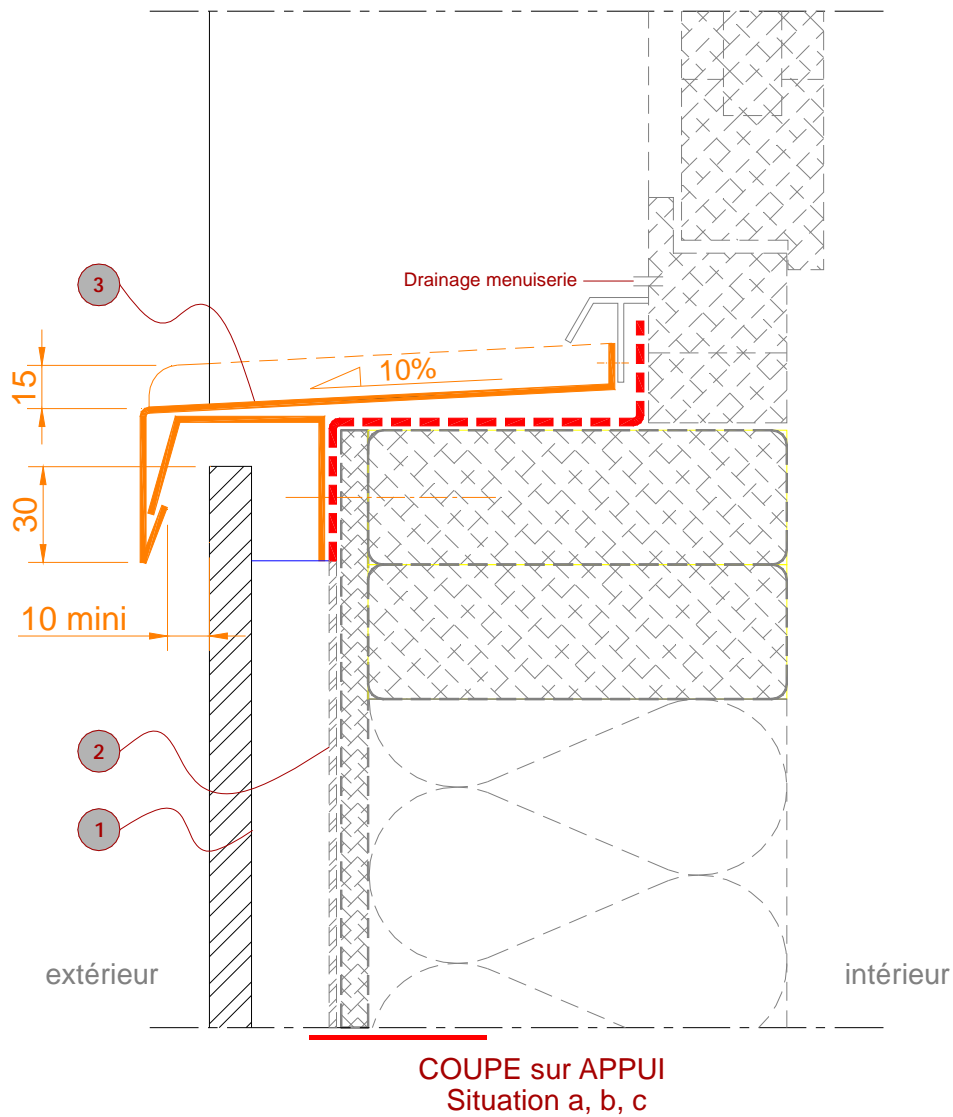 Drainage menuiserie
3
10%
15
30
10 mini
2
1
extérieur
intérieur
COUPE sur APPUI
Situation a, b, c